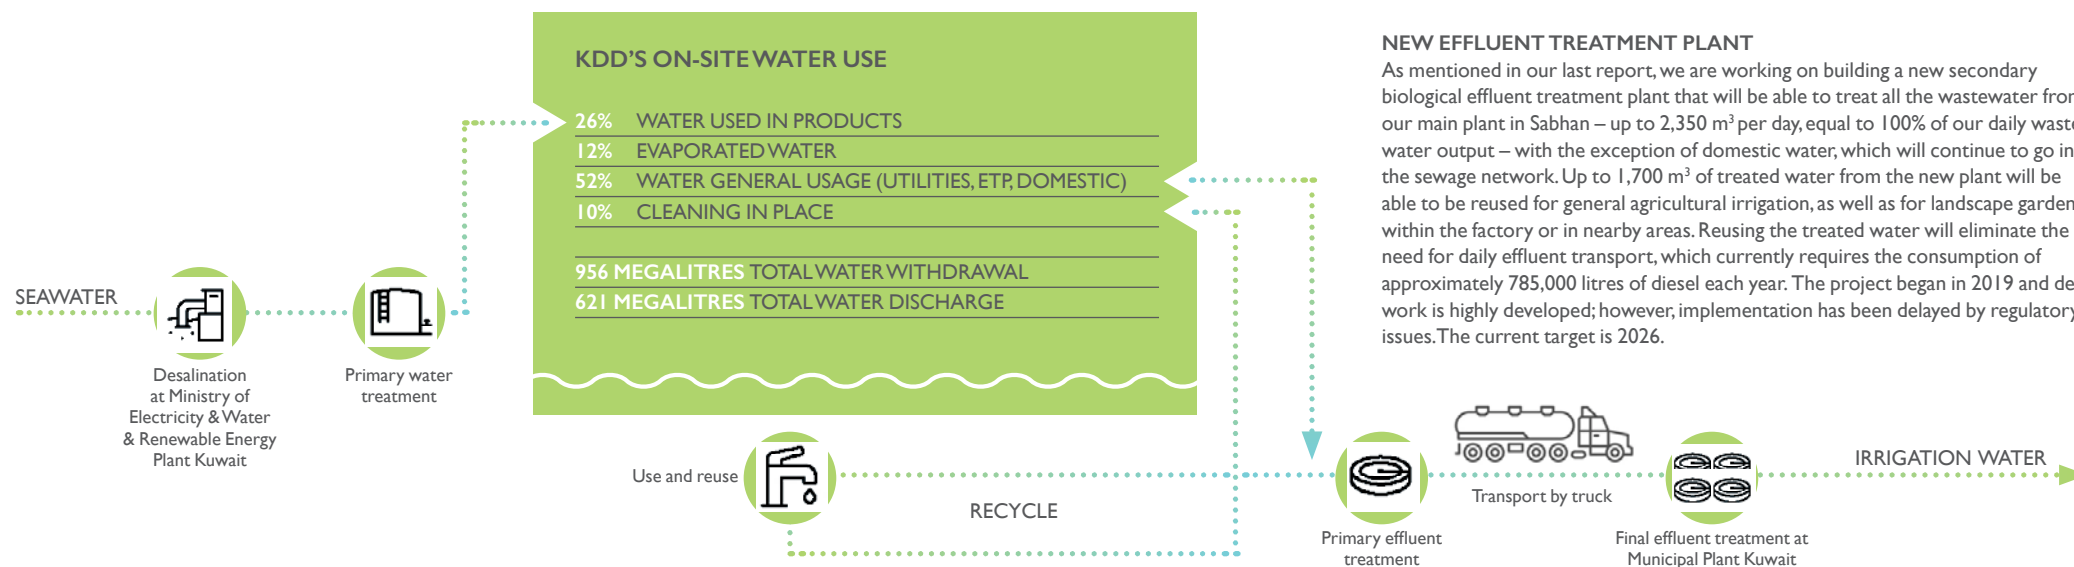 SEAWATER
Desalination
at Ministry of
Electricity & Water
& Renewable Energy
Plant Kuwait
Primary water
treatment
KDD'S ON-SITE WATER USE
26% WATER USED IN PRODUCTS
12% EVAPORATED WATER
52% WATER GENERAL USAGE (UTILITIES, ETP, DOMESTIC)
10% CLEANING IN PLACE
956 MEGALITRES TOTAL WATER WITHDRAWAL
621 MEGALITRES TOTAL WATER DISCHARGE
Use and reuse
RECYCLE
NEW EFFLUENT TREATMENT PLANT
As mentioned in our last report, we are working on building a new secondary
biological effluent treatment plant that will be able to treat all the wastewater
our main plant in Sabhan – up to 2,350 m³ per day, equal to 100% of our daily
water output – with the exception of domestic water, which will continue to go
the sewage network. Up to 1,700 m³ of treated water from the new plant will be
able to be reused for general agricultural irrigation, as well as for landscape
within the factory or in nearby areas. Reusing the treated water will eliminate the
need for daily effluent transport, which currently requires the consumption of
approximately 785,000 litres of diesel each year. The project began in 2019 and
work is highly developed; however, implementation has been delayed by regulatory
issues. The current target is 2026.
Primary effluent
treatment
Transport by truck
Final effluent treatment at
Municipal Plant Kuwait
IRRIGATION WATER